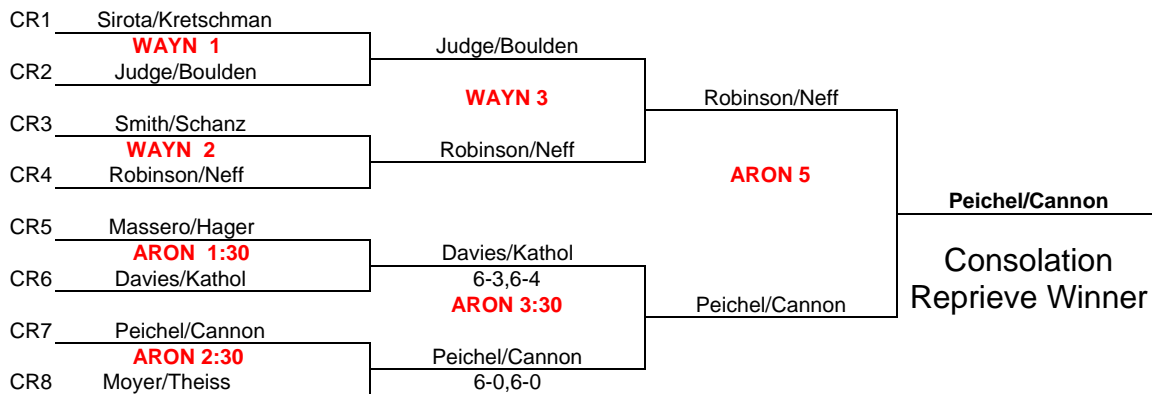 CR1 Sirota/Kretschman
WAYN 1
Judge/Boulden
CR2 Judge/Boulden
WAYN 3
Robinson/Neff
CR3 Smith/Schanz
WAYN 2
Robinson/Neff
CR4 Robinson/Neff
ARON 5
Peichel/Cannon
CR5 Massero/Hager
ARON 1:30
Davies/Kathol
CR6 Davies/Kathol
6-3,6-4
ARON 3:30
Peichel/Cannon
Consolation
Reprieve Winner
CR7 Peichel/Cannon
ARON 2:30
Peichel/Cannon
CR8 Moyer/Theiss
6-0,6-0